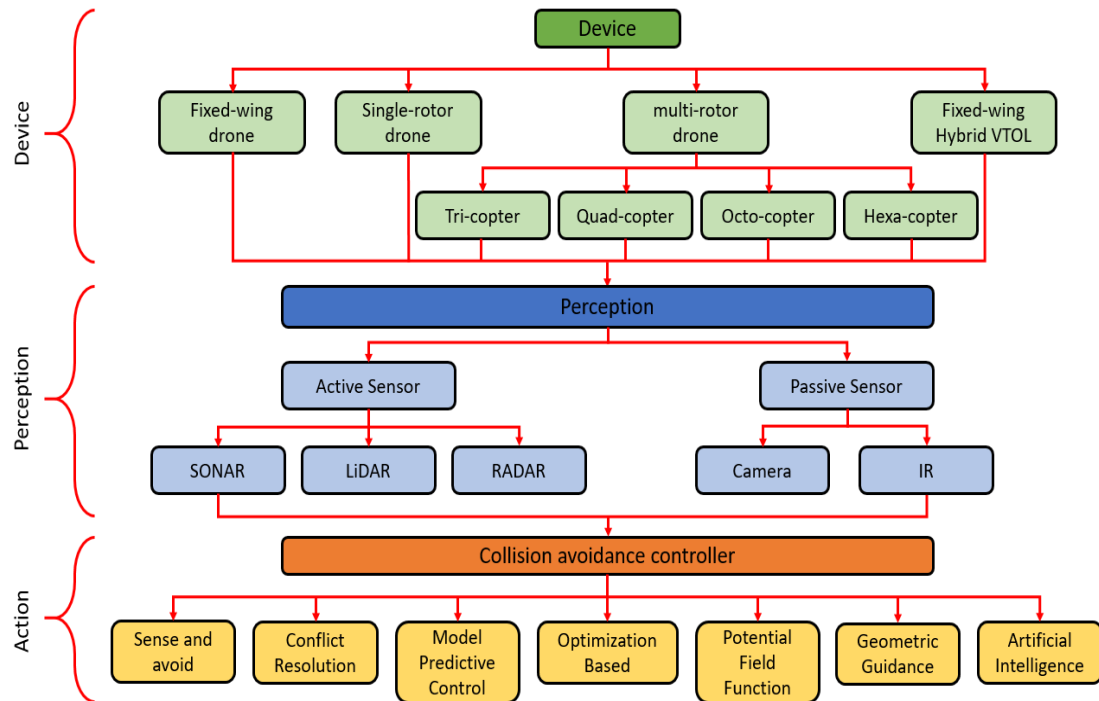 Device
Device
Fixed-wing
drone
Single-rotor
drone
multi-rotor
drone
Fixed-wing
Hybrid VTOL
Tri-copter
Quad-copter
Octo-copter
Hexa-copter
Perception
Perception
Active Sensor
Passive Sensor
SONAR
LiDAR
RADAR
Camera
IR
Action
Collision avoidance controller
Sense and
avoid
Conflict
Resolution
Model
Predictive
Control
Optimization
Based
Potential
Field
Function
Geometric
Guidance
Artificial
Intelligence